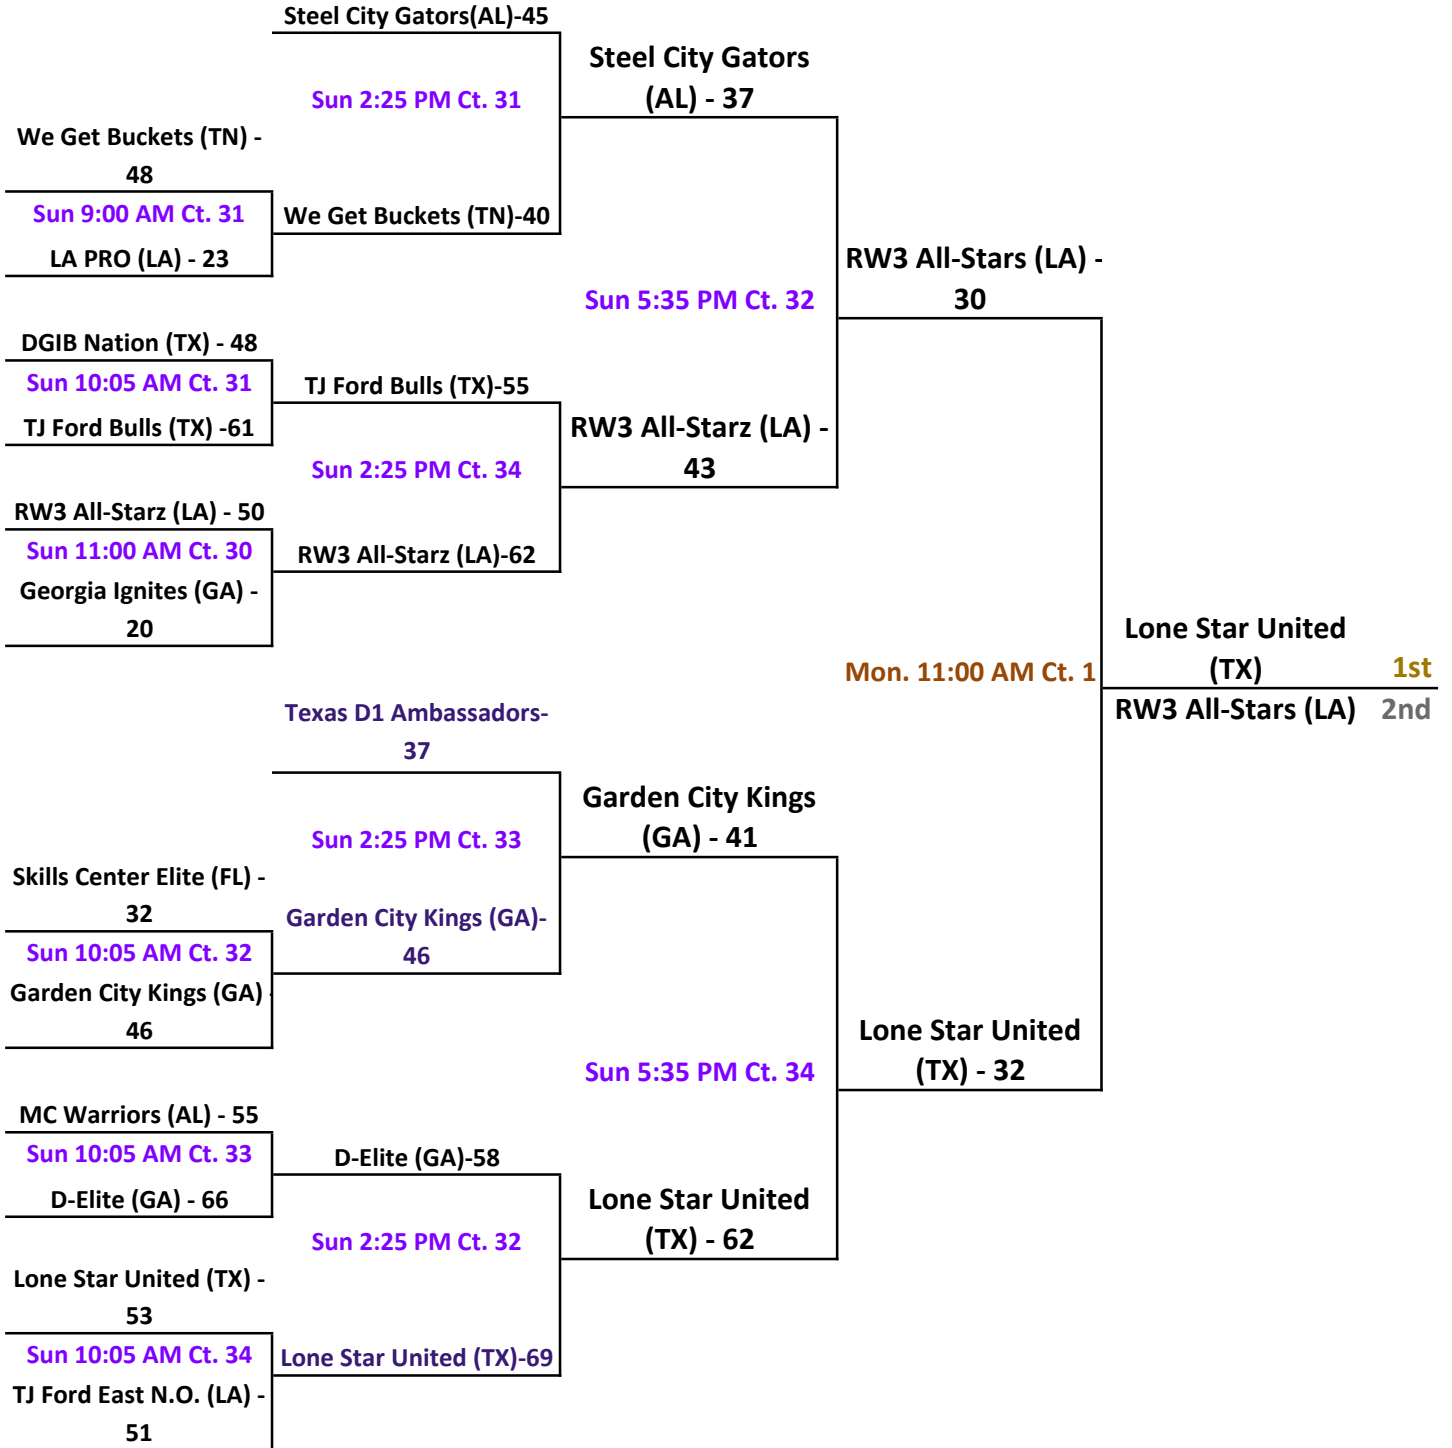 Steel City Gators(AL)-45
Steel City Gators
(AL) - 37
Sun 2:25 PM Ct. 31
We Get Buckets (TN) -
48
Sun 9:00 AM Ct. 31
We Get Buckets (TN)-40
LA PRO (LA) - 23
RW3 All-Stars (LA) -
30
Sun 5:35 PM Ct. 32
DGIB Nation (TX) - 48
Sun 10:05 AM Ct. 31
TJ Ford Bulls (TX)-55
TJ Ford Bulls (TX) -61
RW3 All-Starz (LA) -
43
Sun 2:25 PM Ct. 34
RW3 All-Starz (LA) - 50
Sun 11:00 AM Ct. 30
RW3 All-Starz (LA)-62
Georgia Ignites (GA) -
20
Lone Star United
(TX)
1st
Mon. 11:00 AM Ct. 1
RW3 All-Stars (LA)
2nd
Texas D1 Ambassadors-
37
Garden City Kings
(GA) - 41
Sun 2:25 PM Ct. 33
Skills Center Elite (FL) -
32
Garden City Kings (GA)-
46
Sun 10:05 AM Ct. 32
Garden City Kings (GA) -
46
Lone Star United
(TX) - 32
Sun 5:35 PM Ct. 34
MC Warriors (AL) - 55
Sun 10:05 AM Ct. 33
D-Elite (GA)-58
D-Elite (GA) - 66
Lone Star United
(TX) - 62
Sun 2:25 PM Ct. 32
Lone Star United (TX) -
53
Sun 10:05 AM Ct. 34
Lone Star United (TX)-69
TJ Ford East N.O. (LA) -
51